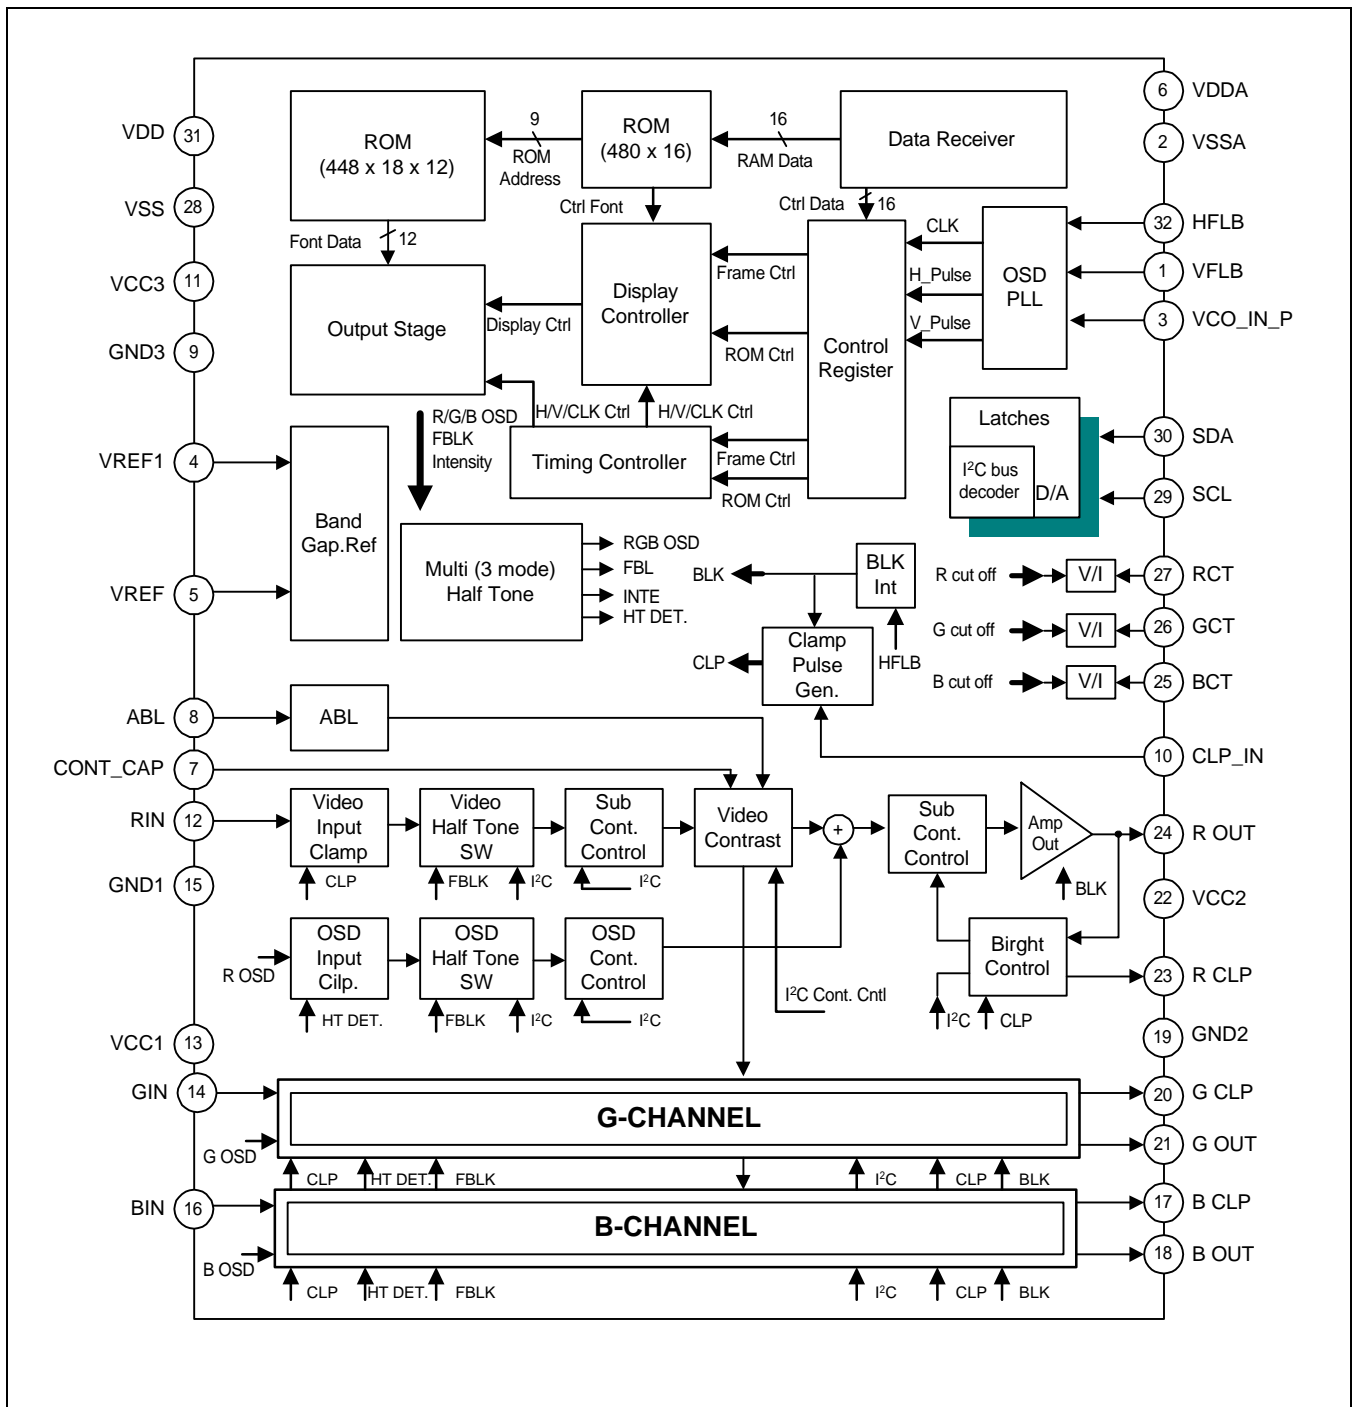 VDD
31
VSS
28
VCC3
11
GND3
9
VREF1
4
VREF
5
ABL
8
CONT_CAP
7
RIN
12
GND1
15
VCC1
13
GIN
14
BIN
16
6
VDDA
2
VSSA
32
HFLB
1
VFLB
3
VCO_IN_P
30
SDA
29
SCL
27
RCT
26
GCT
25
BCT
10
CLP_IN
24
R OUT
22
VCC2
23
R CLP
19
GND2
20
G CLP
21
G OUT
17
B CLP
18
B OUT
ROM
(448 x 18 x 12)
9
ROM
Address
ROM
(480 x 16)
16
RAM Data
Data Receiver
Ctrl Font
Ctrl Data
16
Font Data
12
Output Stage
Display Ctrl
Display
Controller
Frame Ctrl
ROM Ctrl
Control
Register
CLK
H_Pulse
V_Pulse
OSD
PLL
R/G/B OSD
FBLK
Intensity
H/V/CLK Ctrl
H/V/CLK Ctrl
Timing Controller
Frame Ctrl
ROM Ctrl
Latches
I²C bus
decoder
D/A
Band
Gap.Ref
Multi (3 mode)
Half Tone
RGB OSD
FBL
INTE
HT DET.
BLK
BLK
Int
HFLB
CLP
Clamp
Pulse
Gen.
R cut off
V/I
G cut off
V/I
B cut off
V/I
ABL
Video
Input
Clamp
CLP
Video
Half Tone
SW
FBLK
I²C
Sub
Cont.
Control
I²C
Video
Contrast
+
Sub
Cont.
Control
Amp
Out
BLK
R OSD
OSD
Input
Cilp.
HT DET.
OSD
Half Tone
SW
FBLK
I²C
OSD
Cont.
Control
I²C
I²C Cont. Cntl
Birght
Control
I²C
CLP
G-CHANNEL
G OSD
CLP
HT DET.
FBLK
I²C
CLP
BLK
B-CHANNEL
B OSD
CLP
HT DET.
FBLK
I²C
CLP
BLK